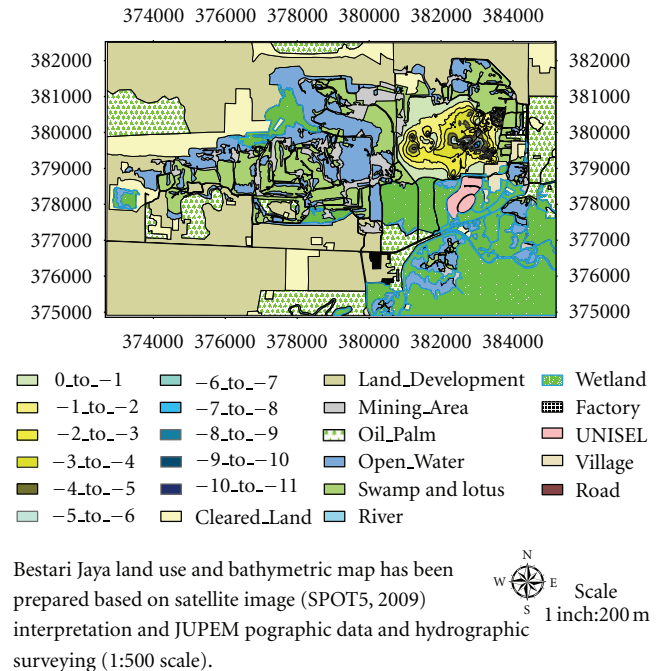 374000 376000 378000 380000 382000 384000
382000 382000
381000 381000
380000 380000
379000 379000
378000 378000
377000 377000
376000 376000
375000 375000
374000 376000 378000 380000 382000 384000
0_to_−1 −6_to_−7 Land_Development Wetland
−1_to_−2 −7_to_−8 Mining_Area Factory
−2_to_−3 −8_to_−9 Oil_Palm UNISEL
−3_to_−4 −9_to_−10 Open_Water Village
−4_to_−5 −10_to_−11 Swamp and lotus Road
−5_to_−6 Cleared_Land River
Bestari Jaya land use and bathymetric map has been
prepared based on satellite image (SPOT5, 2009)
interpretation and JUPEM pographic data and hydrographic
surveying (1:500 scale).
N
W E
S
Scale
1 inch:200 m